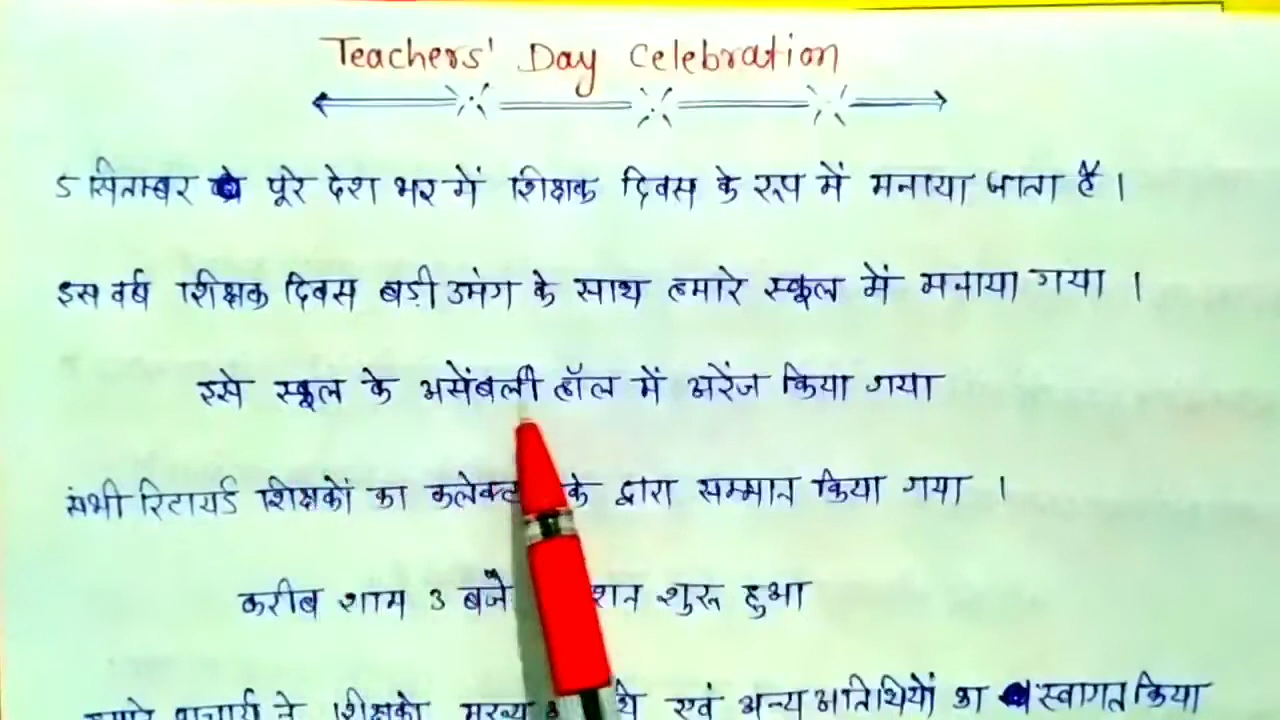 Teachers' Day Celebration
5 सितम्बर को पूरे देश भर में शिक्षक दिवस के रूप में मनाया जाता है।
इस वर्ष शिक्षक दिवस बड़ी उमंग के साथ हमारे स्कूल में मनाया गया ।
इसे स्कूल के असेंबली हॉल में अरेंज किया गया
सभी रिटायर्ड शिक्षकों का के द्वारा सम्मान किया गया ।
करीब शाम 3 बजे शुरू हुआ
ने एवं अन्य अतिथियों का स्वागत किया